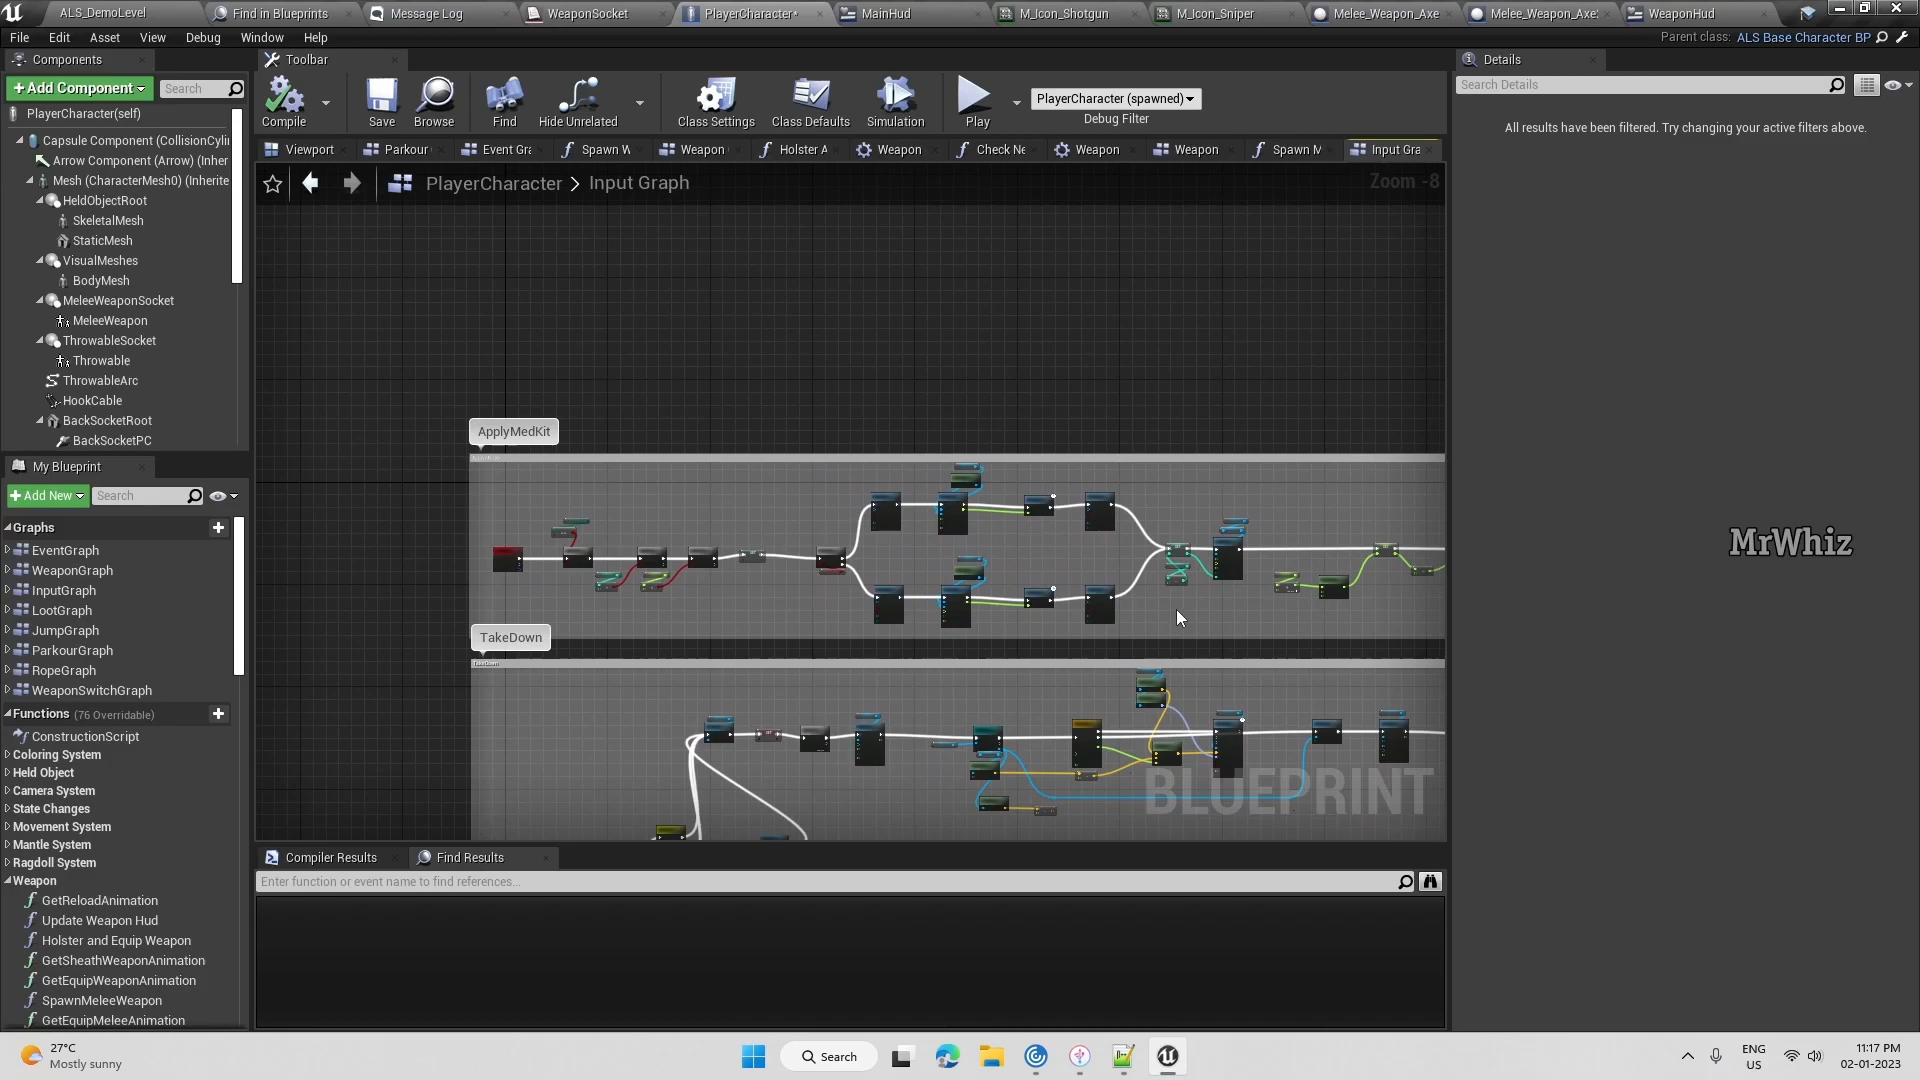 ALS_DemoLevel
Find in Blueprints
Message Log
WeaponSocket
PlayerCharacter*
MainHud
M_Icon_Shotgun
M_Icon_Sniper
Melee_Weapon_Axe
Melee_Weapon_Axe
WeaponHud
File
Edit
Asset
View
Debug
Window
Help
Parent class: ALS Base Character BP
Components
Toolbar
Details
+Add Component
Search
Search Details
PlayerCharacter(self)
Compile
Save
Browse
Find
Hide Unrelated
Class Settings
Class Defaults
Simulation
Play
PlayerCharacter (spawned)
Debug Filter
All results have been filtered. Try changing your active filters above.
Capsule Component (CollisionCyli
Arrow Component (Arrow) (Inher
Mesh (CharacterMesh0) (Inherite
HeldObjectRoot
SkeletalMesh
StaticMesh
VisualMeshes
BodyMesh
MeleeWeaponSocket
MeleeWeapon
ThrowableSocket
Throwable
ThrowableArc
HookCable
BackSocketRoot
BackSocketPC
Viewport
Parkour
Event Gra
Spawn W
Weapon
Holster A
Weapon
Check Ne
Weapon
Weapon
Spawn M
Input Gra
PlayerCharacter > Input Graph
Zoom -8
ApplyMedKit
TakeDown
TakeDown
BLUEPRINT
MrWhiz
My Blueprint
+Add New
Search
Graphs
EventGraph
WeaponGraph
InputGraph
LootGraph
JumpGraph
ParkourGraph
RopeGraph
WeaponSwitchGraph
Functions (76 Overridable)
ConstructionScript
Coloring System
Held Object
Camera System
State Changes
Movement System
Mantle System
Ragdoll System
Weapon
GetReloadAnimation
Update Weapon Hud
Holster and Equip Weapon
GetSheathWeaponAnimation
GetEquipWeaponAnimation
SpawnMeleeWeapon
GetEquipMeleeAnimation
Compiler Results
Find Results
Enter function or event name to find references...
27°C
Mostly sunny
Search
ENG
US
11:17 PM
02-01-2023